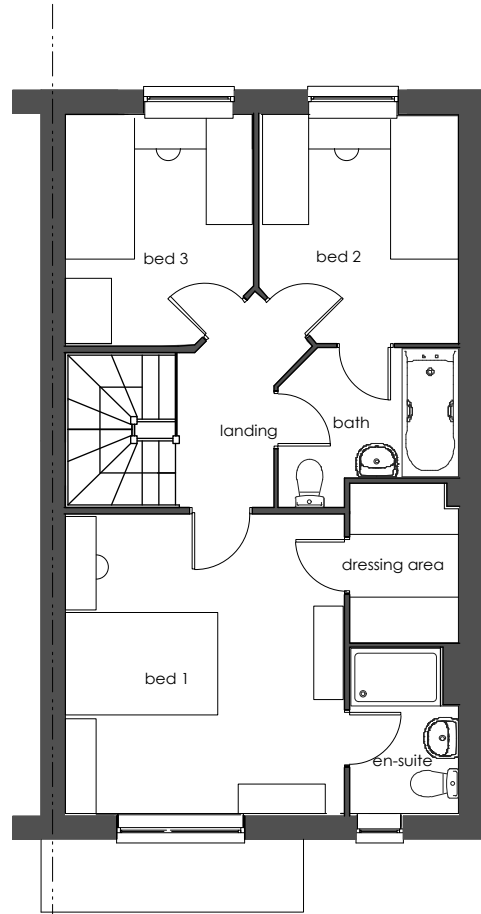 bed 3
bed 2
landing
bath
dressing area
bed 1
en-suite